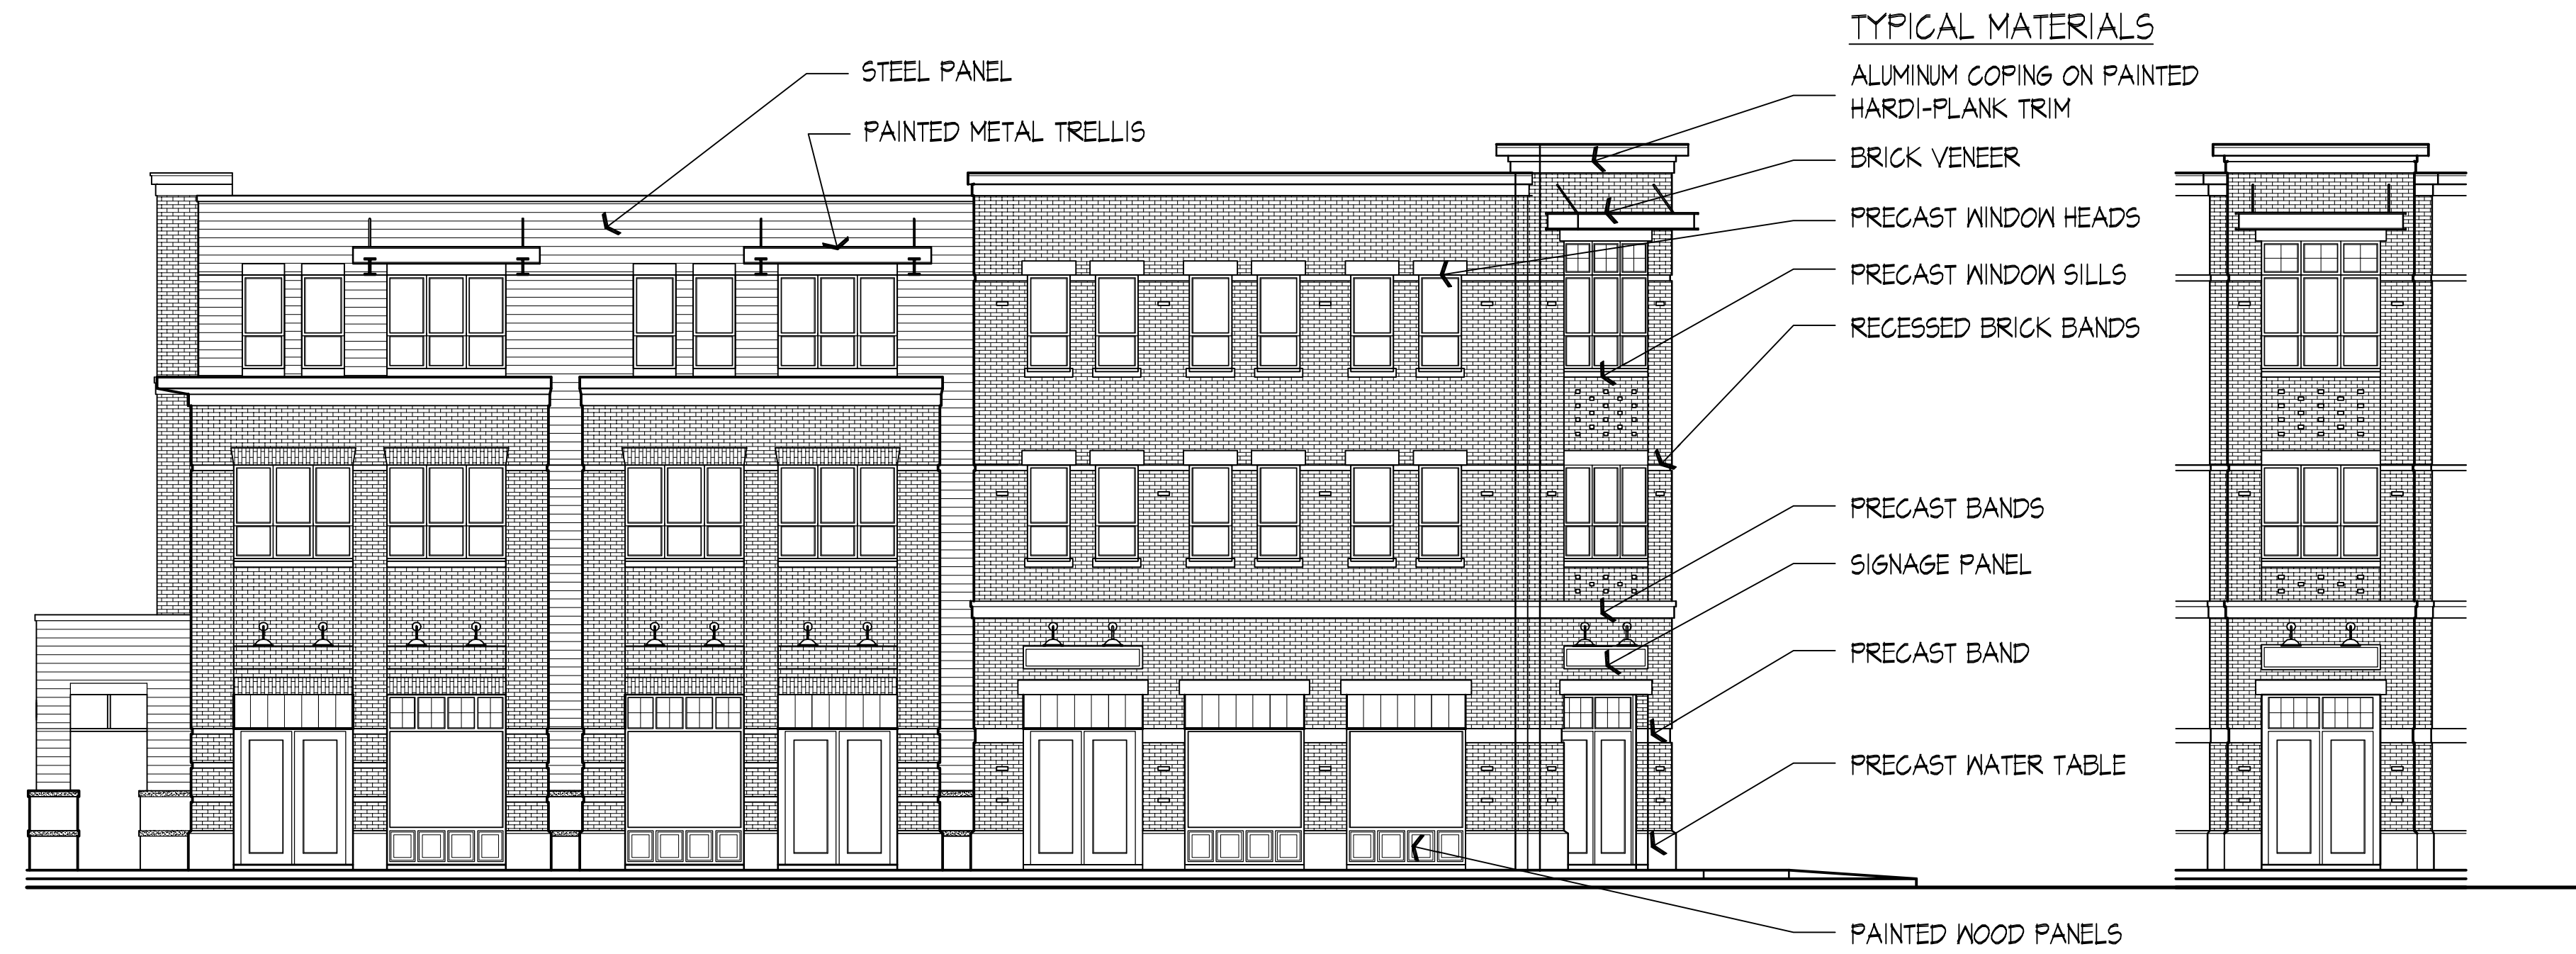 TYPICAL MATERIALS
STEEL PANEL
ALUMINUM COPING ON PAINTED
HARDI-PLANK TRIM
PAINTED METAL TRELLIS
BRICK VENEER
PRECAST WINDOW HEADS
PRECAST WINDOW SILLS
RECESSED BRICK BANDS
PRECAST BANDS
SIGNAGE PANEL
PRECAST BAND
PRECAST WATER TABLE
PAINTED WOOD PANELS